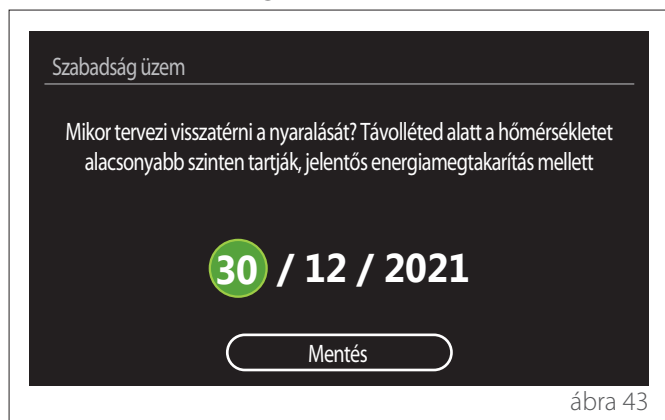 Szabadság üzem
Mikor tervezi visszatérni a nyaralását? Távolléted alatt a hőmérsékletet
alacsonyabb szinten tartják, jelentős energiamegtakarítás mellett
30 / 12 / 2021
Mentés
ábra 43